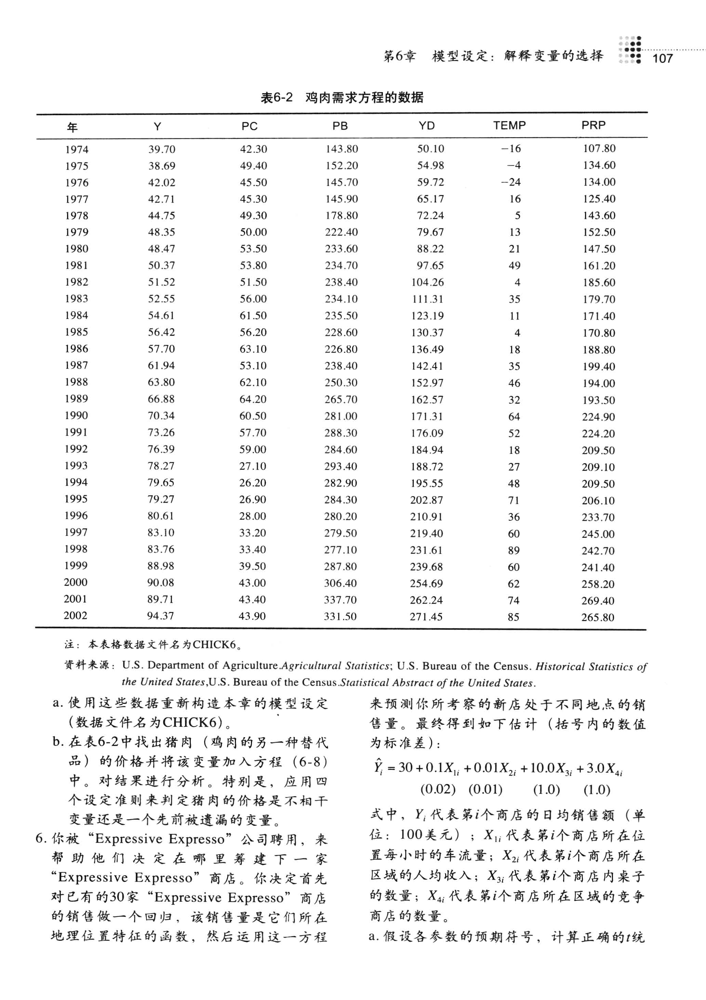 第6章 模型设定：解释变量的选择 107
表6-2 鸡肉需求方程的数据
年 Y PC PB YD TEMP PRP
1974 39.70 42.30 143.80 50.10 −16 107.80
1975 38.69 49.40 152.20 54.98 −4 134.60
1976 42.02 45.50 145.70 59.72 −24 134.00
1977 42.71 45.30 145.90 65.17 16 125.40
1978 44.75 49.30 178.80 72.24 5 143.60
1979 48.35 50.00 222.40 79.67 13 152.50
1980 48.47 53.50 233.60 88.22 21 147.50
1981 50.37 53.80 234.70 97.65 49 161.20
1982 51.52 51.50 238.40 104.26 4 185.60
1983 52.55 56.00 234.10 111.31 35 179.70
1984 54.61 61.50 235.50 123.19 11 171.40
1985 56.42 56.20 228.60 130.37 4 170.80
1986 57.70 63.10 226.80 136.49 18 188.80
1987 61.94 53.10 238.40 142.41 35 199.40
1988 63.80 62.10 250.30 152.97 46 194.00
1989 66.88 64.20 265.70 162.57 32 193.50
1990 70.34 60.50 281.00 171.31 64 224.90
1991 73.26 57.70 288.30 176.09 52 224.20
1992 76.39 59.00 284.60 184.94 18 209.50
1993 78.27 27.10 293.40 188.72 27 209.10
1994 79.65 26.20 282.90 195.55 48 209.50
1995 79.27 26.90 284.30 202.87 71 206.10
1996 80.61 28.00 280.20 210.91 36 233.70
1997 83.10 33.20 279.50 219.40 60 245.00
1998 83.76 33.40 277.10 231.61 89 242.70
1999 88.98 39.50 287.80 239.68 60 241.40
2000 90.08 43.00 306.40 254.69 62 258.20
2001 89.71 43.40 337.70 262.24 74 269.40
2002 94.37 43.90 331.50 271.45 85 265.80
注：本表格数据文件名为CHICK6。
资料来源：U.S. Department of Agriculture.Agricultural Statistics; U.S. Bureau of the Census. Historical Statistics of
the United States,U.S. Bureau of the Census.Statistical Abstract of the United States.
a. 使用这些数据重新构造本章的模型设定
（数据文件名为CHICK6）。
b. 在表6-2中找出猪肉（鸡肉的另一种替代
品）的价格并将该变量加入方程（6-8）
中。对结果进行分析。特别是，应用四
个设定准则来判定猪肉的价格是不相干
变量还是一个先前被遗漏的变量。
6. 你被“Expressive Expresso”公司聘用，来
帮助他们决定在哪里筹建下一家
“Expressive Expresso”商店。你决定首先
对已有的30家“Expressive Expresso”商店
的销售做一个回归，该销售量是它们所在
地理位置特征的函数，然后运用这一方程
来预测你所考察的新店处于不同地点的销
售量。最终得到如下估计（括号内的数值
为标准差）：
Ŷᵢ = 30 + 0.1X₁ᵢ + 0.01X₂ᵢ + 10.0X₃ᵢ + 3.0X₄ᵢ
(0.02) (0.01) (1.0) (1.0)
式中，Yᵢ代表第i个商店的日均销售额（单
位：100美元）；X₁ᵢ代表第i个商店所在位
置每小时的车流量；X₂ᵢ代表第i个商店所在
区域的人均收入；X₃ᵢ代表第i个商店内桌子
的数量；X₄ᵢ代表第i个商店所在区域的竞争
商店的数量。
a. 假设各参数的预期符号，计算正确的t统